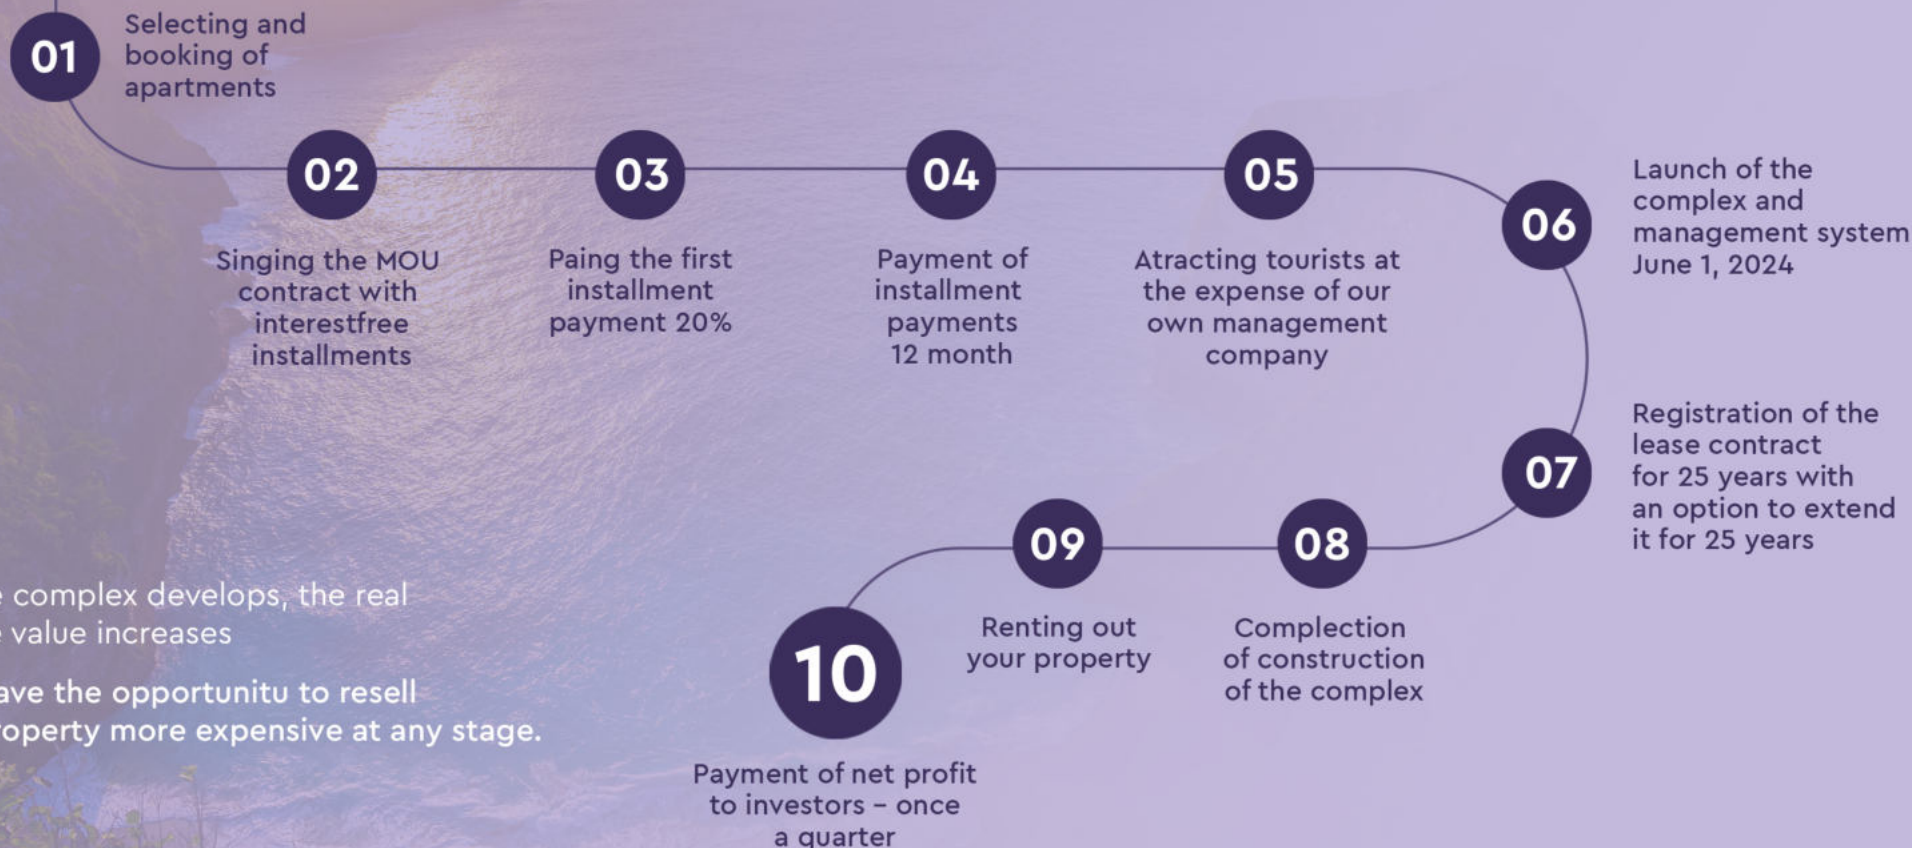 01
Selecting and
booking of
apartments
02
Singing the MOU
contract with
interestfree
installments
03
Paing the first
installment
payment 20%
04
Payment of
installment
payments
12 month
05
Atracting tourists at
the expense of our
own management
company
06
Launch of the
complex and
management system
June 1, 2024
07
Registration of the
lease contract
for 25 years with
an option to extend
it for 25 years
08
Complection
of construction
of the complex
09
Renting out
your property
10
Payment of net profit
to investors – once
a quarter
complex develops, the real
value increases
the opportunitu to resell
more expensive at any stage.